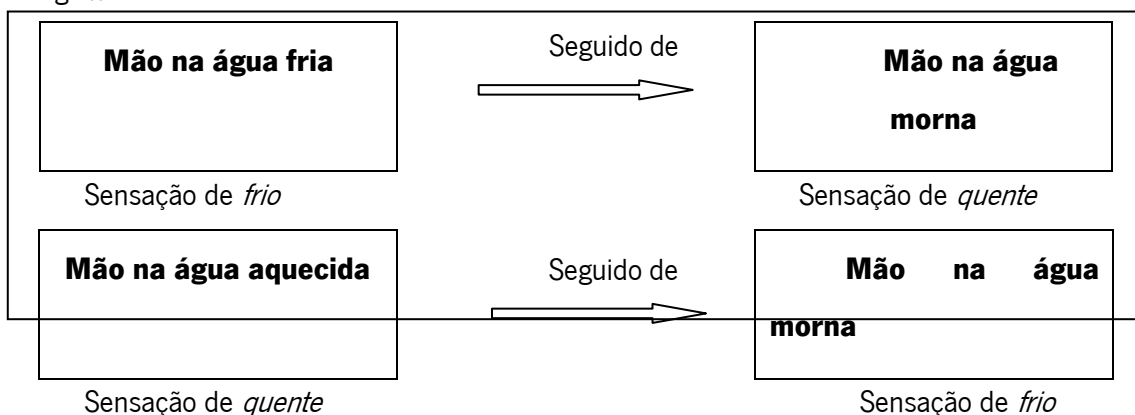 Mão na água fria
Seguido de
Mão na água
morna
Sensação de frio
Sensação de quente
Mão na água aquecida
Seguido de
Mão na água
morna
Sensação de quente
Sensação de frio